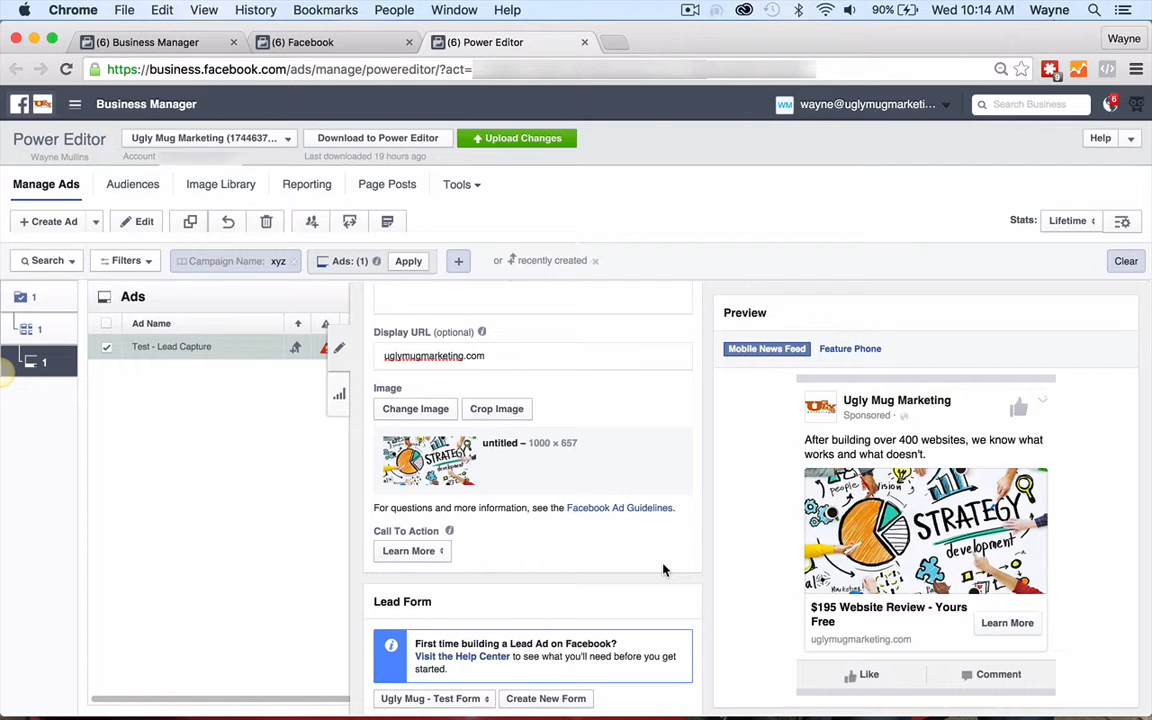 Chrome File Edit View History Bookmarks People Window Help 90% Wed 10:14 AM Wayne
(6) Business Manager × (6) Facebook × (6) Power Editor × Wayne
https://business.facebook.com/ads/manage/powereditor/?act=
9
Business Manager WM wayne@uglymugmarketi... Search Business 6
Power Editor Ugly Mug Marketing (1744637... Download to Power Editor Upload Changes Help
Wayne Mullins Account Last downloaded 19 hours ago
Manage Ads Audiences Image Library Reporting Page Posts Tools
+ Create Ad Edit Stats: Lifetime
Search Filters Campaign Name: xyz × Ads: (1) Apply + or recently created × Clear
1 Ads
Ad Name
1
Test - Lead Capture
1
Display URL (optional)
uglymugmarketing.com
Image
Change Image Crop Image
untitled – 1000 × 657
STRATEGY
development
For questions and more information, see the Facebook Ad Guidelines.
Call To Action
Learn More
Lead Form
First time building a Lead Ad on Facebook?
Visit the Help Center to see what you'll need before you get
started.
Ugly Mug - Test Form Create New Form
Preview
Mobile News Feed Feature Phone
Ugly Mug Marketing
Sponsored ·
After building over 400 websites, we know what
works and what doesn't.
people vision
STRATEGY
development
$195 Website Review - Yours
Free
Learn More
uglymugmarketing.com
Like Comment